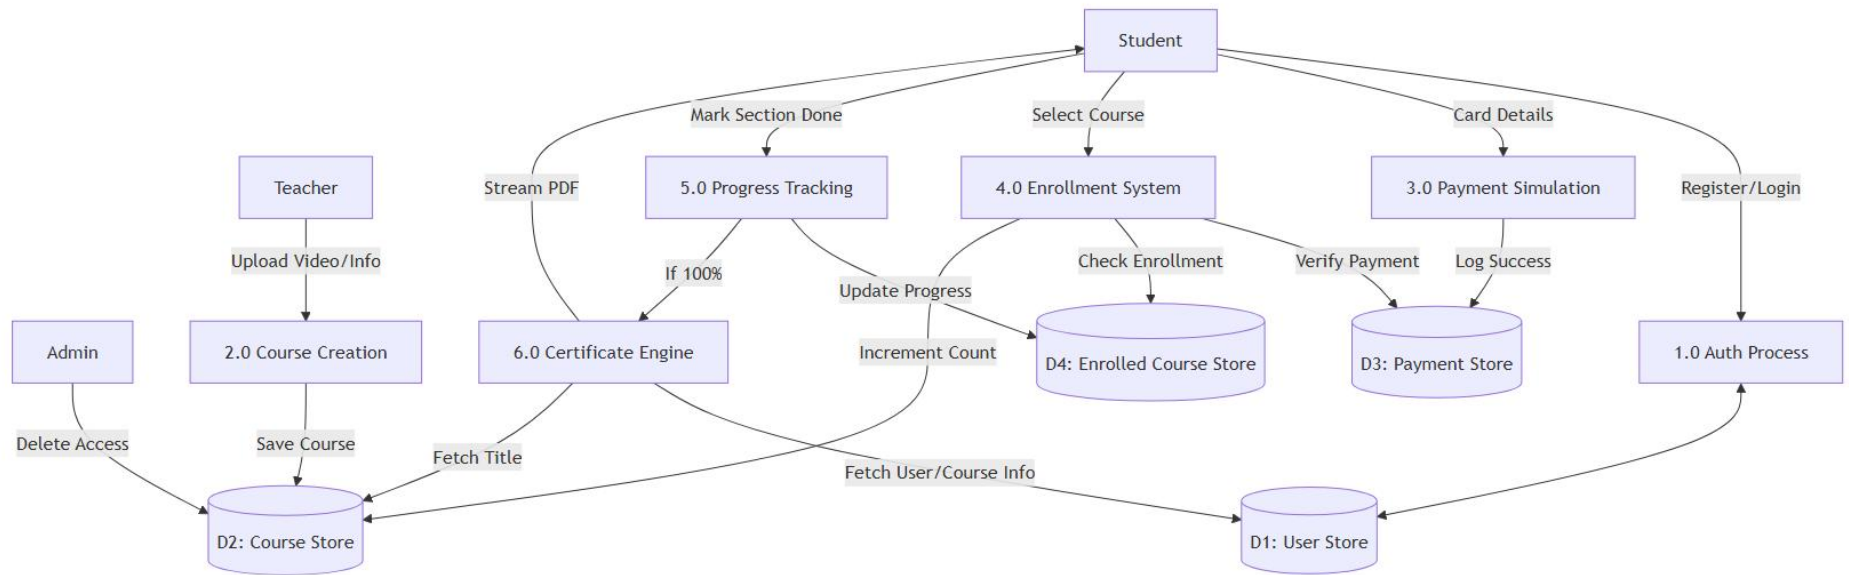 Student
Mark Section Done
Select Course
Card Details
Teacher
Stream PDF
5.0 Progress Tracking
4.0 Enrollment System
3.0 Payment Simulation
Register/Login
Upload Video/Info
If 100%
Update Progress
Check Enrollment
Verify Payment
Log Success
Admin
2.0 Course Creation
6.0 Certificate Engine
Increment Count
D4: Enrolled Course Store
D3: Payment Store
1.0 Auth Process
Delete Access
Save Course
Fetch Title
Fetch User/Course Info
D2: Course Store
D1: User Store